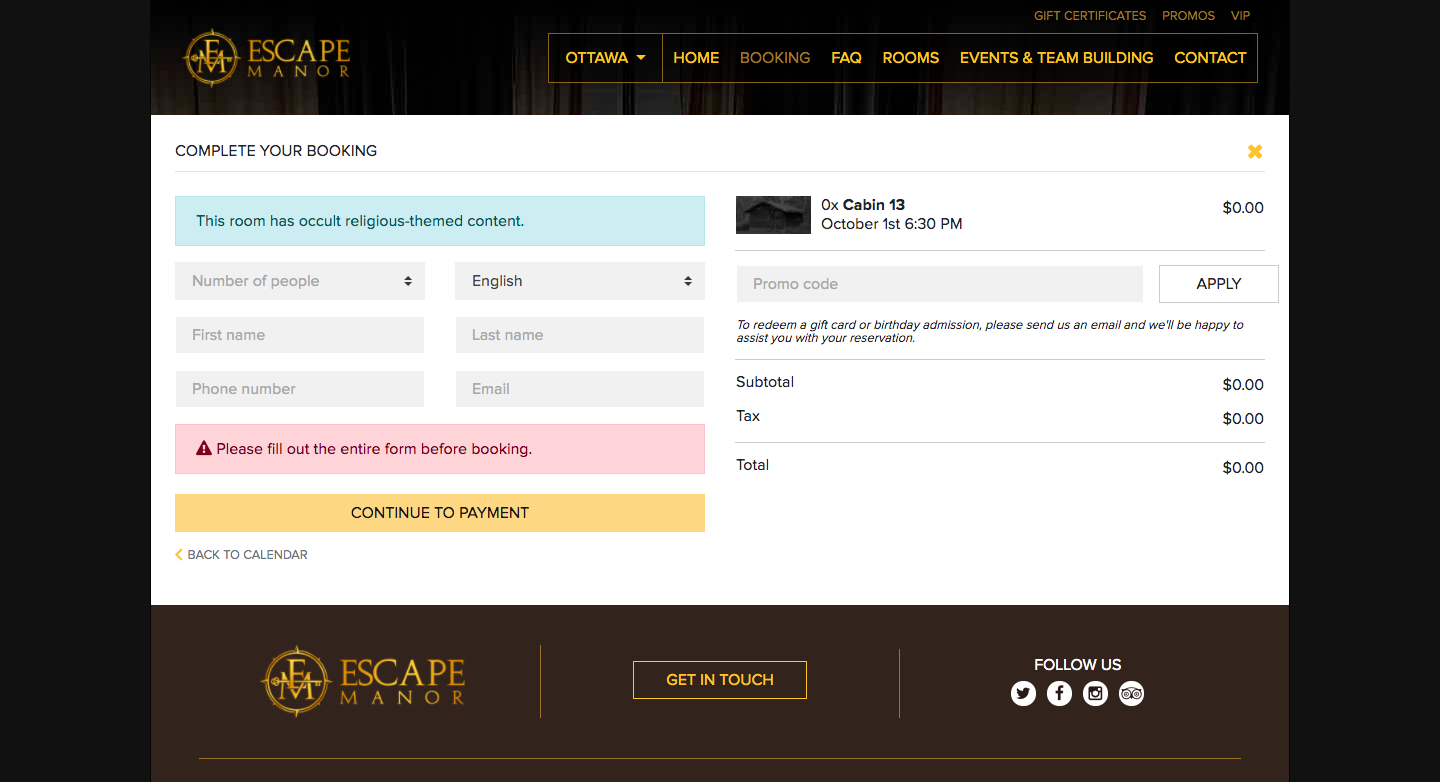 GIFT CERTIFICATES PROMOS VIP
ESCAPE
MANOR
OTTAWA HOME BOOKING FAQ ROOMS EVENTS & TEAM BUILDING CONTACT
COMPLETE YOUR BOOKING
This room has occult religious-themed content.
Number of people English
First name Last name
Phone number Email
Please fill out the entire form before booking.
CONTINUE TO PAYMENT
BACK TO CALENDAR
0x Cabin 13 $0.00
October 1st 6:30 PM
Promo code APPLY
To redeem a gift card or birthday admission, please send us an email and we'll be happy to
assist you with your reservation.
Subtotal $0.00
Tax $0.00
Total $0.00
ESCAPE
MANOR
GET IN TOUCH
FOLLOW US